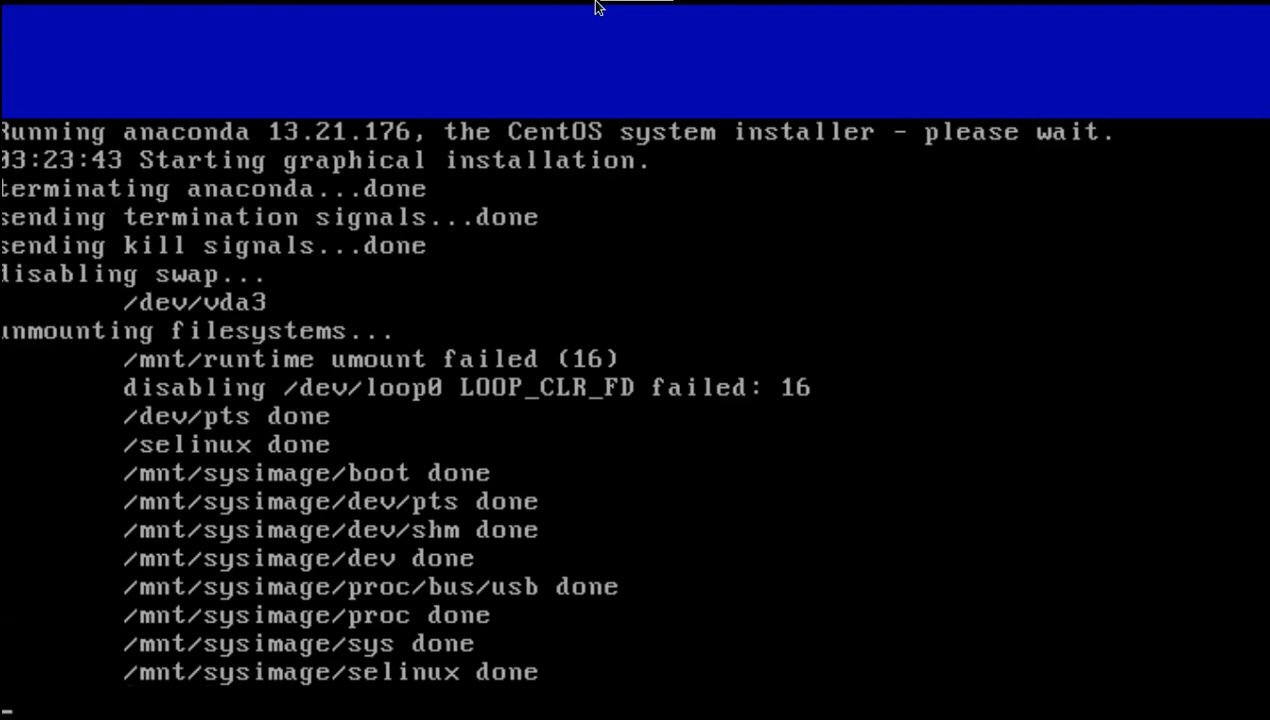 Running anaconda 13.21.176, the CentOS system installer - please wait.
03:23:43 Starting graphical installation.
terminating anaconda...done
sending termination signals...done
sending kill signals...done
disabling swap...
/dev/vda3
unmounting filesystems...
/mnt/runtime umount failed (16)
disabling /dev/loop0 LOOP_CLR_FD failed: 16
/dev/pts done
/selinux done
/mnt/sysimage/boot done
/mnt/sysimage/dev/pts done
/mnt/sysimage/dev/shm done
/mnt/sysimage/dev done
/mnt/sysimage/proc/bus/usb done
/mnt/sysimage/proc done
/mnt/sysimage/sys done
/mnt/sysimage/selinux done